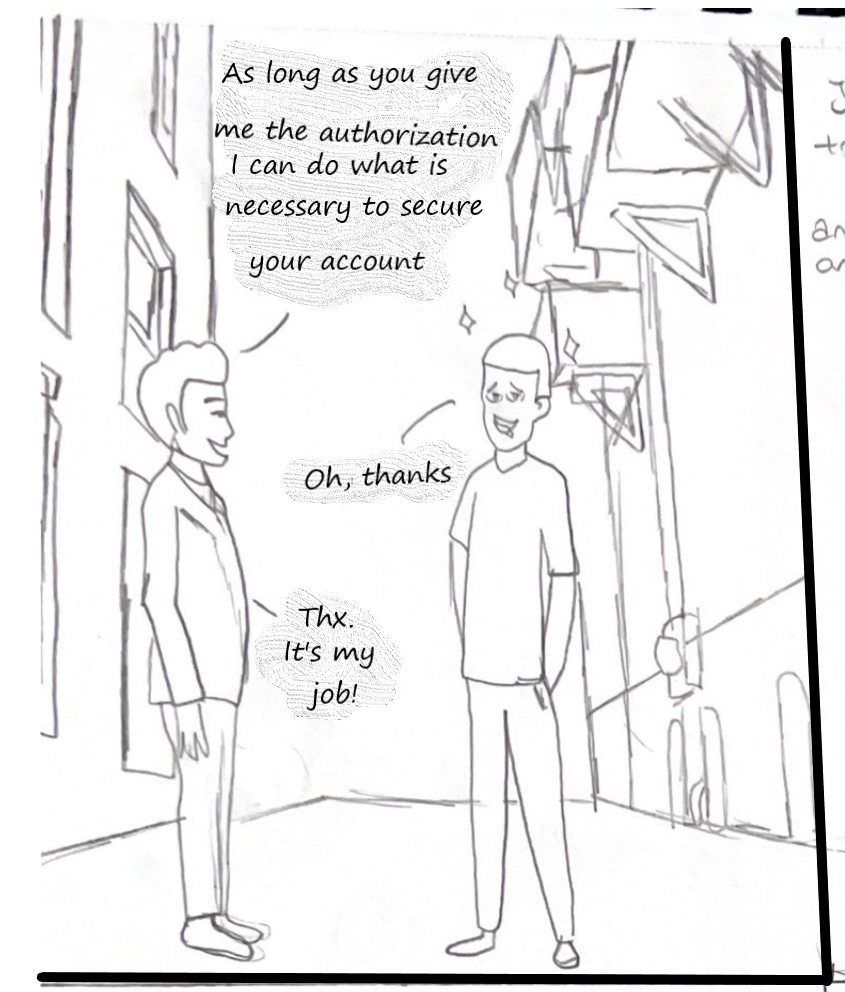 As long as you give
me the authorization
I can do what is
necessary to secure
your account
Oh, thanks
Thx.
It's my
job!